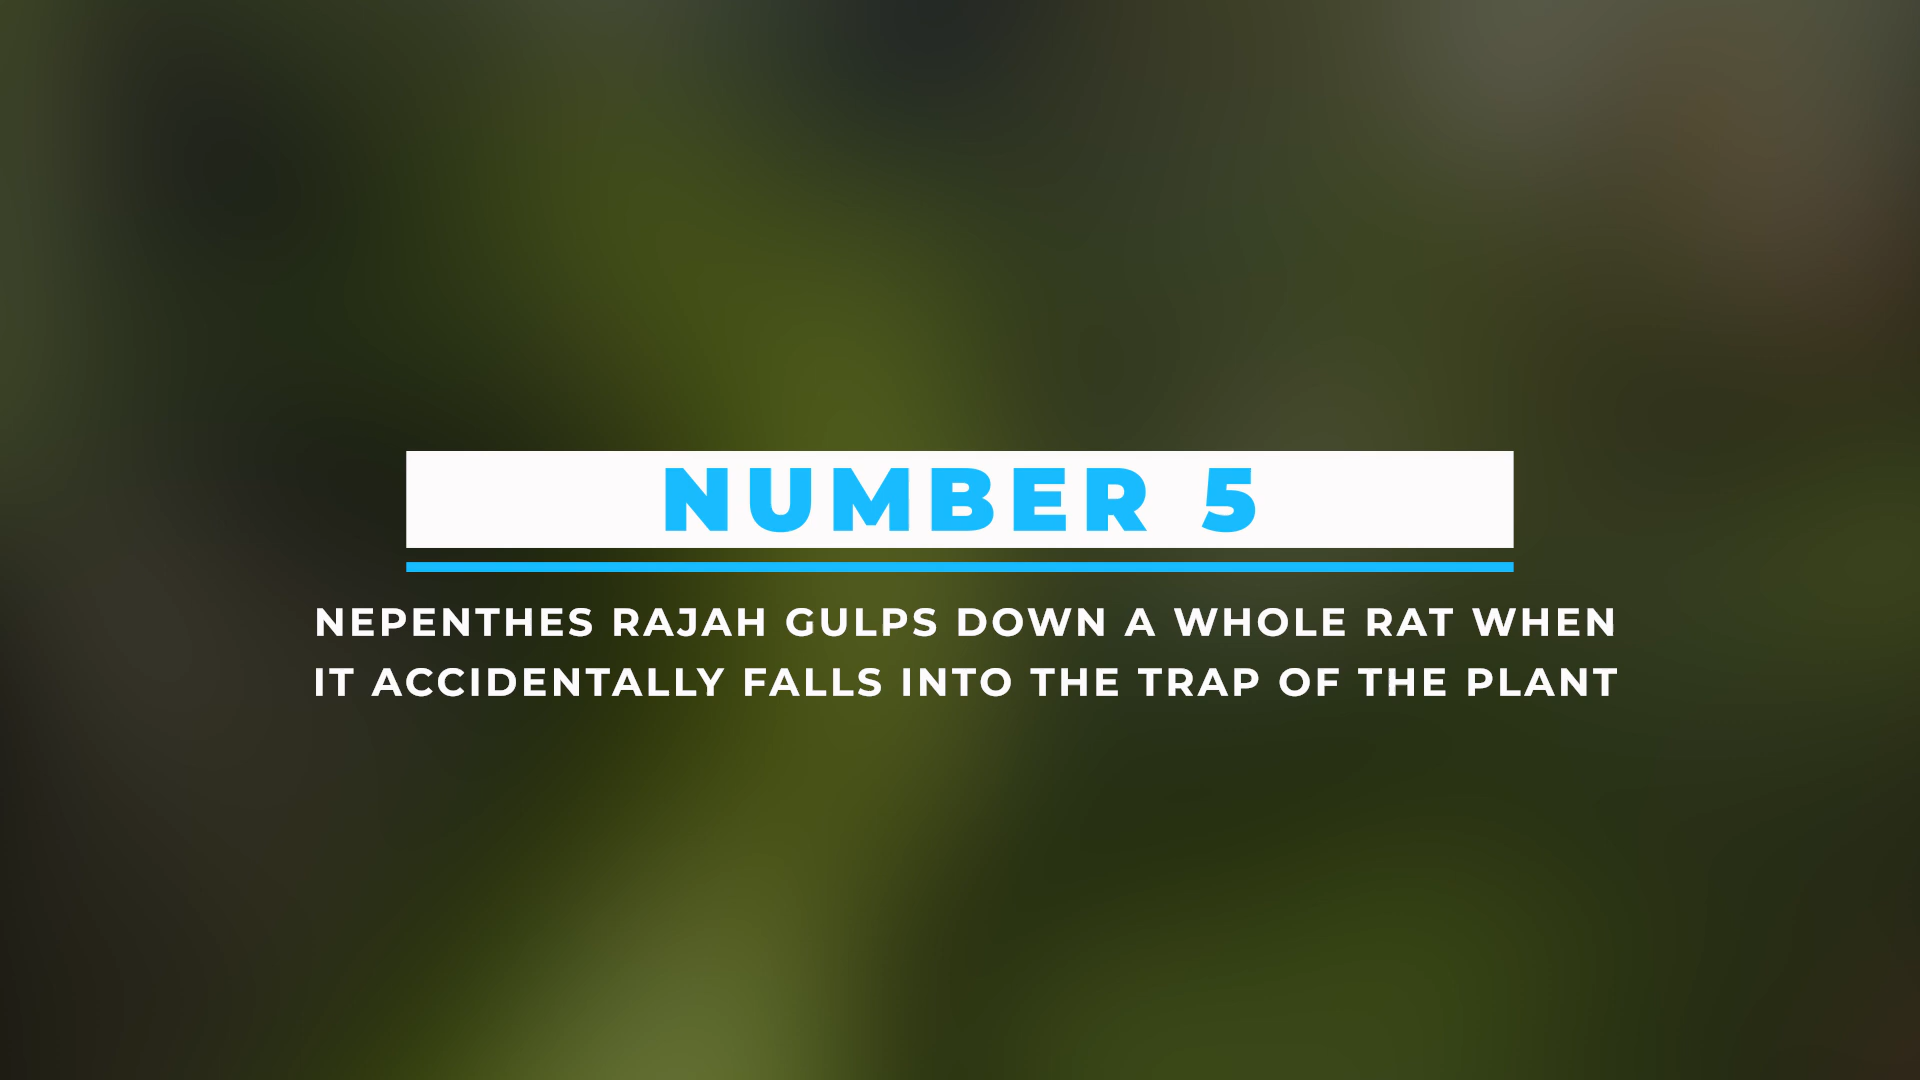 NUMBER 5
NEPENTHES RAJAH GULPS DOWN A WHOLE RAT WHEN
IT ACCIDENTALLY FALLS INTO THE TRAP OF THE PLANT